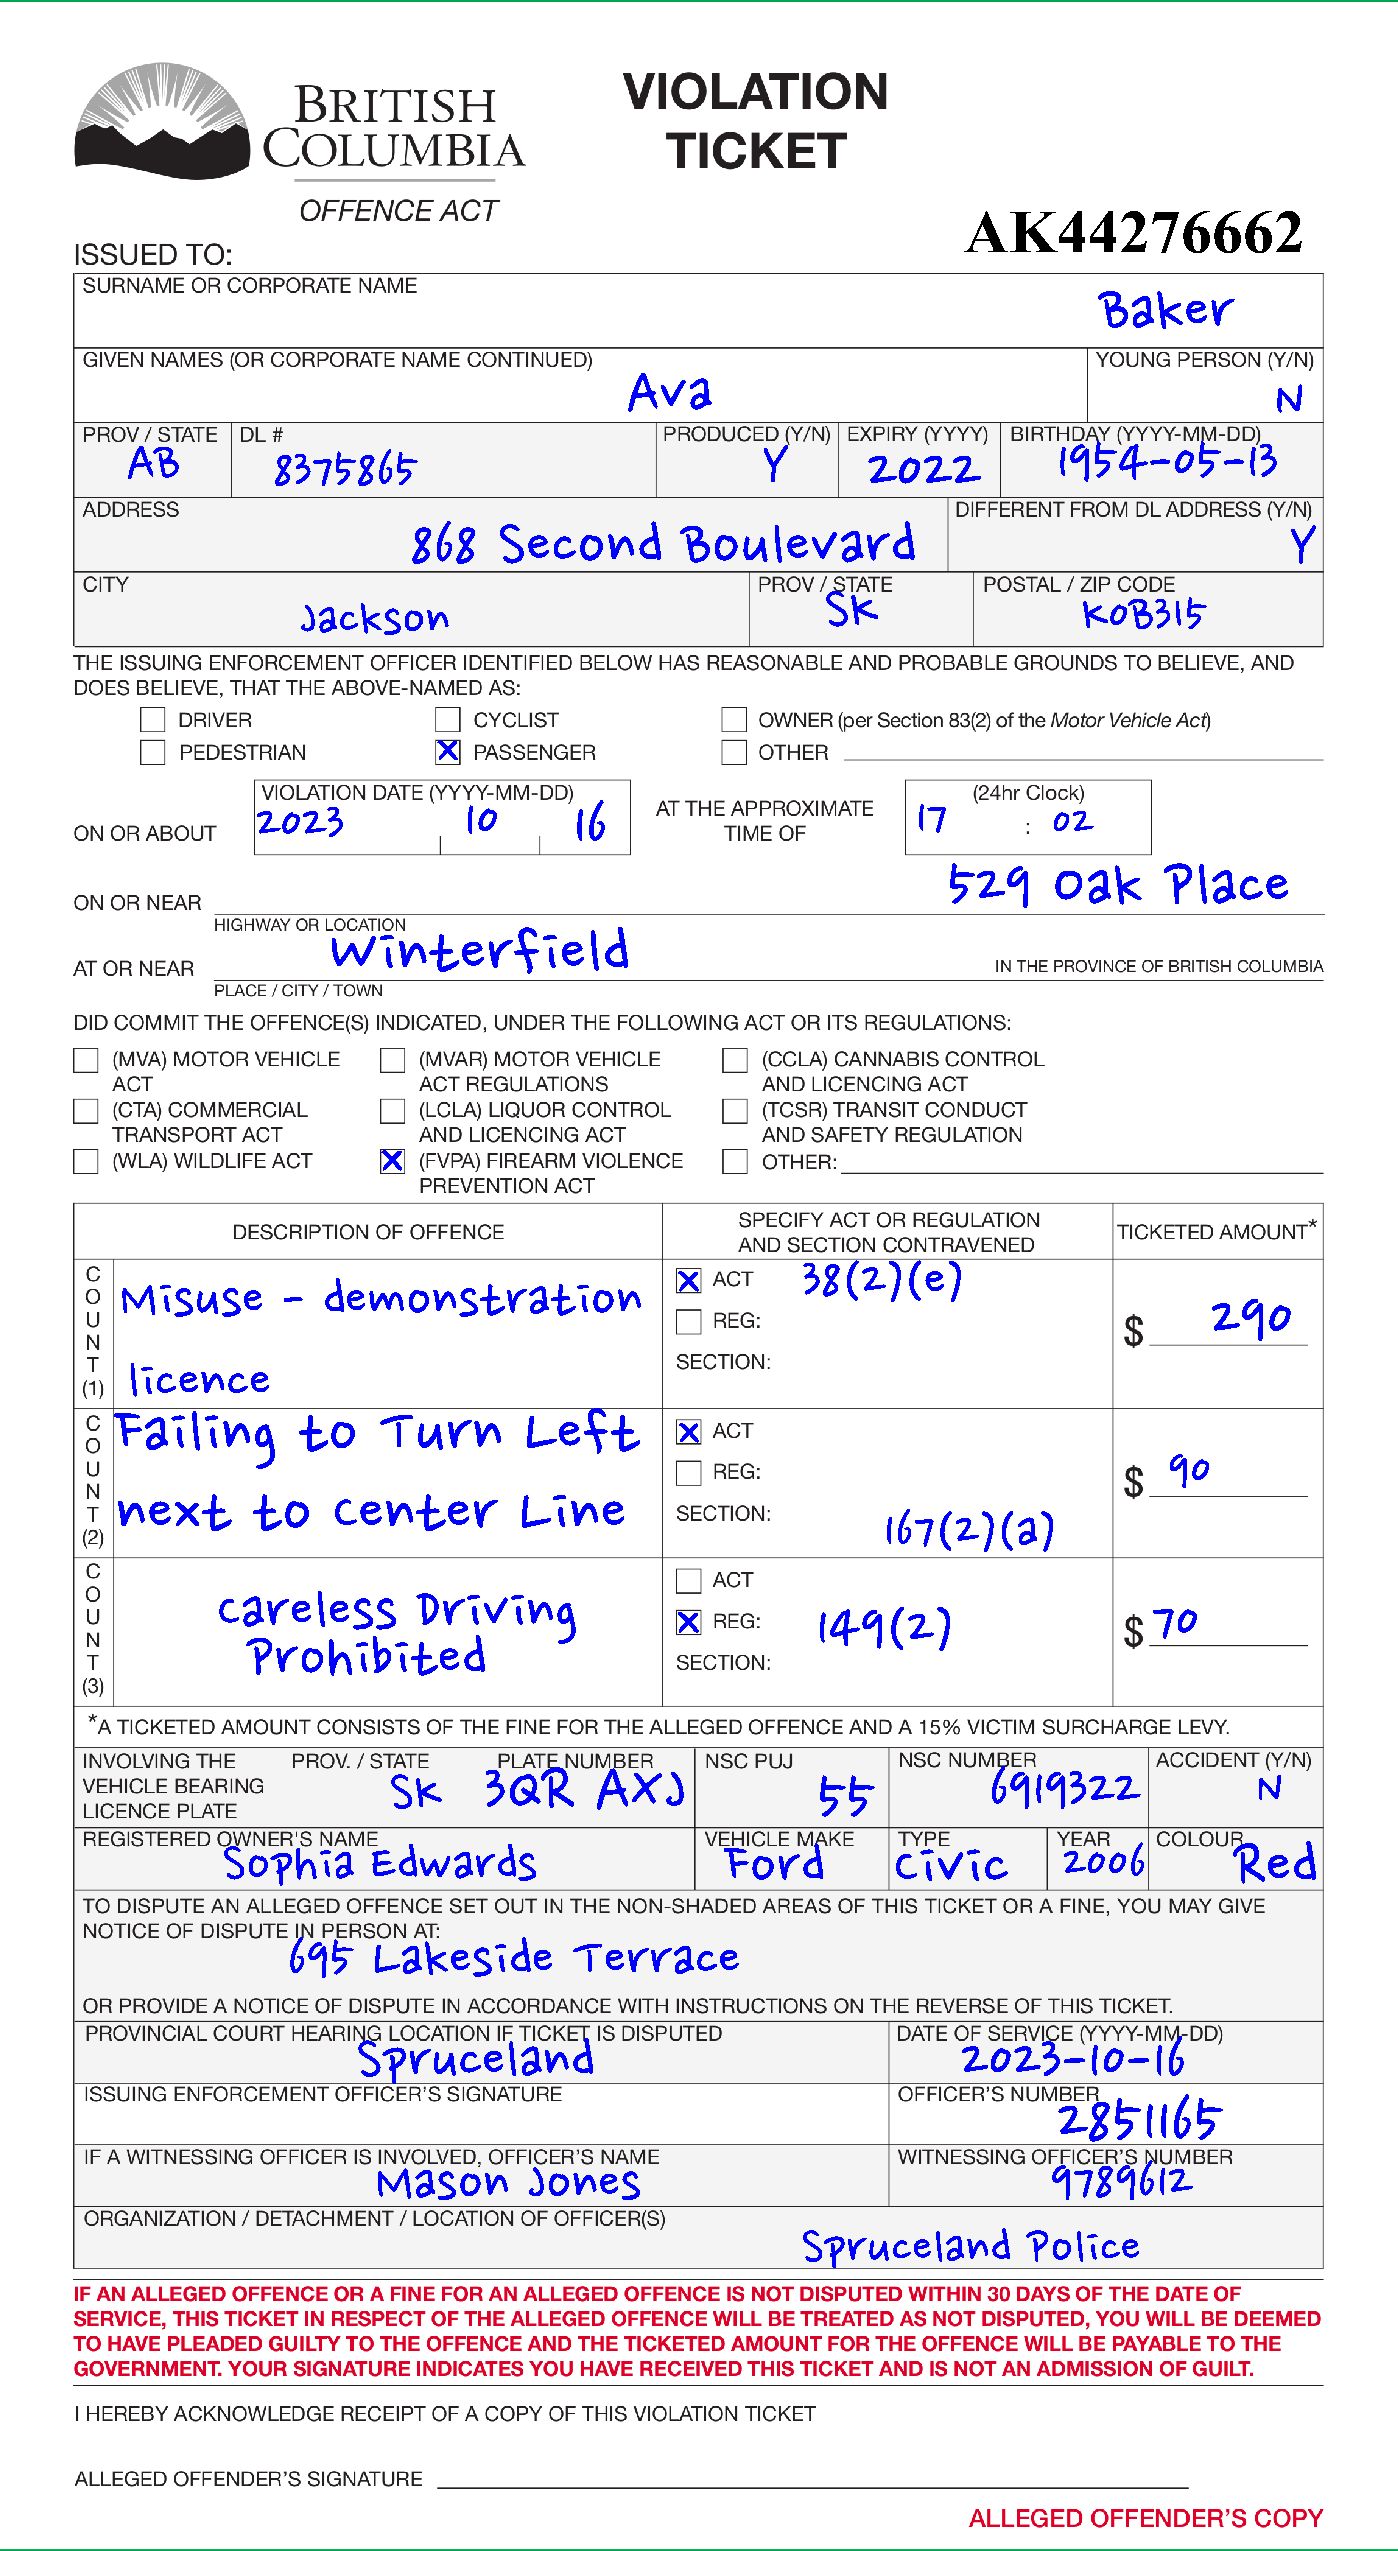 BRITISH
COLUMBIA
OFFENCE ACT
VIOLATION
TICKET
AK44276662
ISSUED TO:
SURNAME OR CORPORATE NAME
Baker
GIVEN NAMES (OR CORPORATE NAME CONTINUED)
Ava
YOUNG PERSON (Y/N)
N
PROV / STATE
AB
DL #
8375865
PRODUCED (Y/N)
Y
EXPIRY (YYYY)
2022
BIRTHDAY (YYYY-MM-DD)
1954-05-13
ADDRESS
868 Second Boulevard
DIFFERENT FROM DL ADDRESS (Y/N)
Y
CITY
Jackson
PROV / STATE
SK
POSTAL / ZIP CODE
K0B3I5
THE ISSUING ENFORCEMENT OFFICER IDENTIFIED BELOW HAS REASONABLE AND PROBABLE GROUNDS TO BELIEVE, AND
DOES BELIEVE, THAT THE ABOVE-NAMED AS:
DRIVER
CYCLIST
OWNER (per Section 83(2) of the Motor Vehicle Act)
PEDESTRIAN
X PASSENGER
OTHER
ON OR ABOUT
VIOLATION DATE (YYYY-MM-DD)
2023 10 16
AT THE APPROXIMATE
TIME OF
(24hr Clock)
17 : 02
ON OR NEAR
529 Oak Place
HIGHWAY OR LOCATION
AT OR NEAR
Winterfield
IN THE PROVINCE OF BRITISH COLUMBIA
PLACE / CITY / TOWN
DID COMMIT THE OFFENCE(S) INDICATED, UNDER THE FOLLOWING ACT OR ITS REGULATIONS:
(MVA) MOTOR VEHICLE
ACT
(MVAR) MOTOR VEHICLE
ACT REGULATIONS
(CCLA) CANNABIS CONTROL
AND LICENCING ACT
(CTA) COMMERCIAL
TRANSPORT ACT
(LCLA) LIQUOR CONTROL
AND LICENCING ACT
(TCSR) TRANSIT CONDUCT
AND SAFETY REGULATION
(WLA) WILDLIFE ACT
X (FVPA) FIREARM VIOLENCE
PREVENTION ACT
OTHER:
DESCRIPTION OF OFFENCE
SPECIFY ACT OR REGULATION
AND SECTION CONTRAVENED
TICKETED AMOUNT*
COUNT (1)
Misuse - demonstration
licence
X ACT 38(2)(e)
REG:
SECTION:
$ 290
COUNT (2)
Failing to Turn Left
next to Center Line
X ACT
REG:
SECTION: 167(2)(a)
$ 90
COUNT (3)
Careless Driving
Prohibited
ACT
X REG: 149(2)
SECTION:
$ 70
*A TICKETED AMOUNT CONSISTS OF THE FINE FOR THE ALLEGED OFFENCE AND A 15% VICTIM SURCHARGE LEVY.
INVOLVING THE
VEHICLE BEARING
LICENCE PLATE
PROV. / STATE
SK
PLATE NUMBER
3QR AXJ
NSC PUJ
55
NSC NUMBER
6919322
ACCIDENT (Y/N)
N
REGISTERED OWNER'S NAME
Sophia Edwards
VEHICLE MAKE
Ford
TYPE
Civic
YEAR
2006
COLOUR
Red
TO DISPUTE AN ALLEGED OFFENCE SET OUT IN THE NON-SHADED AREAS OF THIS TICKET OR A FINE, YOU MAY GIVE
NOTICE OF DISPUTE IN PERSON AT:
695 Lakeside Terrace
OR PROVIDE A NOTICE OF DISPUTE IN ACCORDANCE WITH INSTRUCTIONS ON THE REVERSE OF THIS TICKET.
PROVINCIAL COURT HEARING LOCATION IF TICKET IS DISPUTED
Spruceland
DATE OF SERVICE (YYYY-MM-DD)
2023-10-16
ISSUING ENFORCEMENT OFFICER'S SIGNATURE
OFFICER'S NUMBER
2851165
IF A WITNESSING OFFICER IS INVOLVED, OFFICER'S NAME
Mason Jones
WITNESSING OFFICER'S NUMBER
9789612
ORGANIZATION / DETACHMENT / LOCATION OF OFFICER(S)
Spruceland Police
IF AN ALLEGED OFFENCE OR A FINE FOR AN ALLEGED OFFENCE IS NOT DISPUTED WITHIN 30 DAYS OF THE DATE OF
SERVICE, THIS TICKET IN RESPECT OF THE ALLEGED OFFENCE WILL BE TREATED AS NOT DISPUTED, YOU WILL BE DEEMED
TO HAVE PLEADED GUILTY TO THE OFFENCE AND THE TICKETED AMOUNT FOR THE OFFENCE WILL BE PAYABLE TO THE
GOVERNMENT. YOUR SIGNATURE INDICATES YOU HAVE RECEIVED THIS TICKET AND IS NOT AN ADMISSION OF GUILT.
I HEREBY ACKNOWLEDGE RECEIPT OF A COPY OF THIS VIOLATION TICKET
ALLEGED OFFENDER'S SIGNATURE
ALLEGED OFFENDER'S COPY